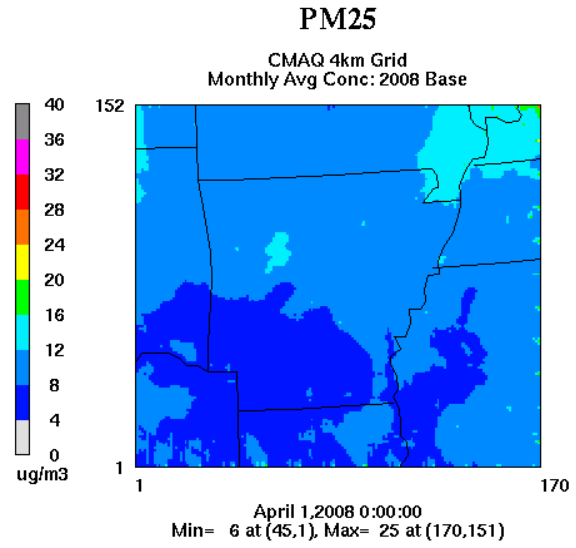 PM25
CMAQ 4km Grid
Monthly Avg Conc: 2008 Base
40
36
32
28
24
20
16
12
8
4
0
ug/m3
152
1
1
170
April 1,2008 0:00:00
Min= 6 at (45,1), Max= 25 at (170,151)